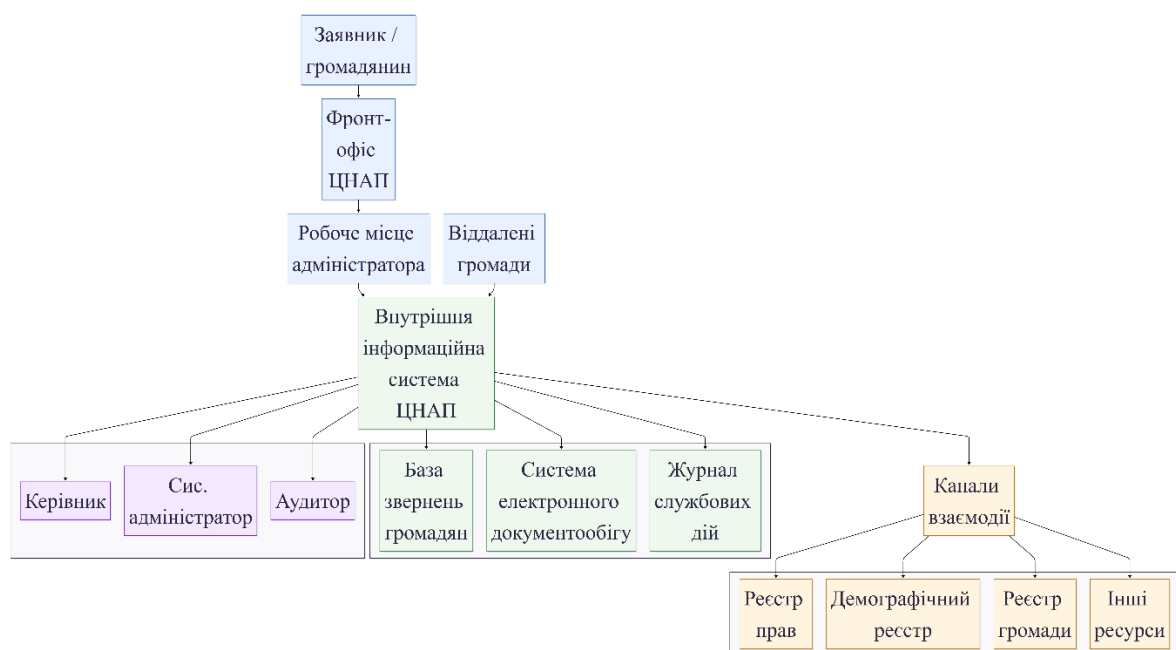 Заявник /
громадянин
Фронт-
офіс
ЦНАП
Робоче місце
адміністратора
Віддалені
громади
Внутрішня
інформаційна
система
ЦНАП
Керівник
Сис.
адміністратор
Аудитор
База
звернень
громадян
Система
електронного
документообігу
Журнал
службових
дій
Канали
взаємодії
Реєстр
прав
Демографічний
реєстр
Реєстр
громади
Інші
ресурси